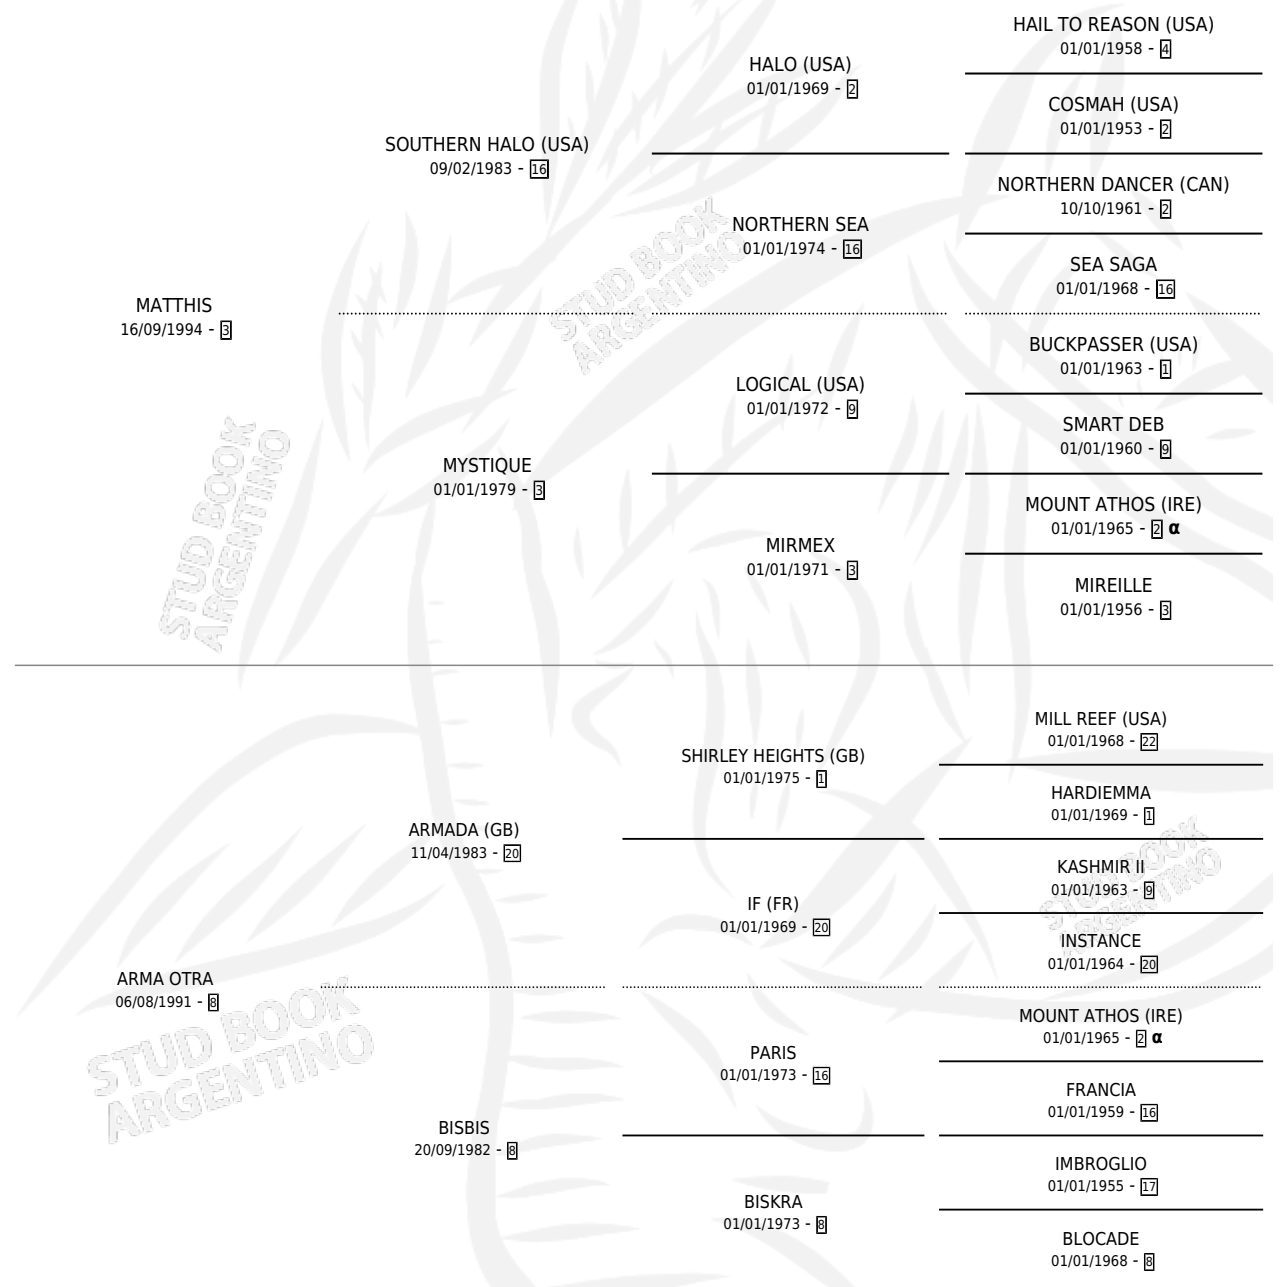 HAIL TO REASON (USA)
01/01/1958 - 4
HALO (USA)
01/01/1969 - 2
COSMAH (USA)
01/01/1953 - 2
SOUTHERN HALO (USA)
09/02/1983 - 16
NORTHERN DANCER (CAN)
10/10/1961 - 2
NORTHERN SEA
01/01/1974 - 16
SEA SAGA
01/01/1968 - 16
MATTHIS
16/09/1994 - 3
BUCKPASSER (USA)
01/01/1963 - 1
LOGICAL (USA)
01/01/1972 - 9
SMART DEB
01/01/1960 - 9
MYSTIQUE
01/01/1979 - 3
MOUNT ATHOS (IRE)
01/01/1965 - 2 α
MIRMEX
01/01/1971 - 3
MIREILLE
01/01/1956 - 3
MILL REEF (USA)
01/01/1968 - 22
SHIRLEY HEIGHTS (GB)
01/01/1975 - 1
HARDIEMMA
01/01/1969 - 1
ARMADA (GB)
11/04/1983 - 20
KASHMIR II
01/01/1963 - 9
IF (FR)
01/01/1969 - 20
INSTANCE
01/01/1964 - 20
ARMA OTRA
06/08/1991 - 8
MOUNT ATHOS (IRE)
01/01/1965 - 2 α
PARIS
01/01/1973 - 16
FRANCIA
01/01/1959 - 16
BISBIS
20/09/1982 - 8
IMBROGLIO
01/01/1955 - 17
BISKRA
01/01/1973 - 8
BLOCADE
01/01/1968 - 8
STUD BOOK
ARGENTINO
STUD BOOK
ARGENTINO
STUD BOOK
ARGENTINO
STUD BOOK
ARGENTINO